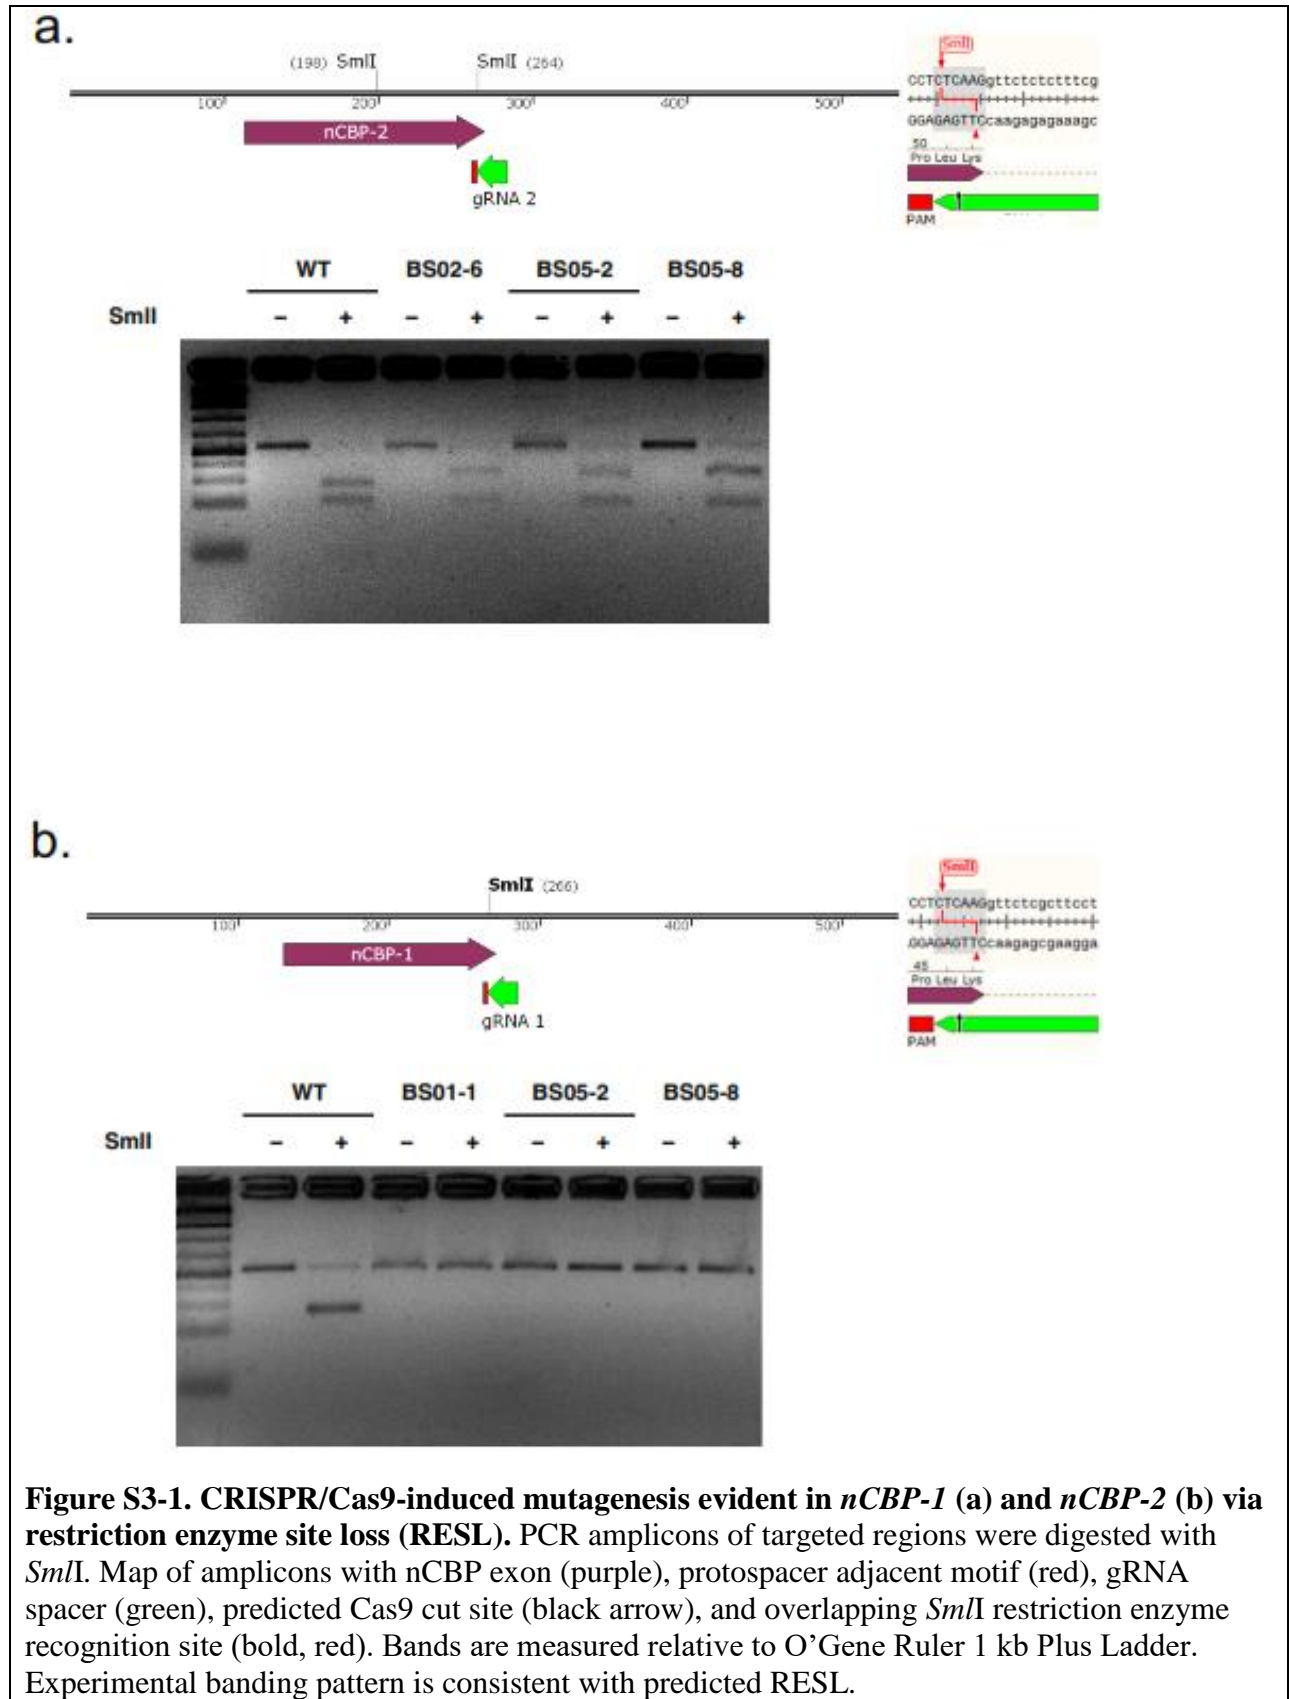 a.
(198) SmlI SmlI (264)
100 200 300 400 500
nCBP-2
gRNA 2
SmlI
CCTCTCAAGgttctctctttcg
GGAGAGTTCcaagagagaaagc
50
Pro Leu Lys
PAM
WT BS02-6 BS05-2 BS05-8
SmlI - + - + - + - +
b.
SmlI (266)
100 200 300 400 500
nCBP-1
gRNA 1
SmlI
CCTCTCAAGgttctcgcttcct
GGAGAGTTCcaagagcgaagga
45
Pro Leu Lys
PAM
WT BS01-1 BS05-2 BS05-8
SmlI - + - + - + - +
Figure S3-1. CRISPR/Cas9-induced mutagenesis evident in nCBP-1 (a) and nCBP-2 (b) via
restriction enzyme site loss (RESL). PCR amplicons of targeted regions were digested with
SmlI. Map of amplicons with nCBP exon (purple), protospacer adjacent motif (red), gRNA
spacer (green), predicted Cas9 cut site (black arrow), and overlapping SmlI restriction enzyme
recognition site (bold, red). Bands are measured relative to O’Gene Ruler 1 kb Plus Ladder.
Experimental banding pattern is consistent with predicted RESL.